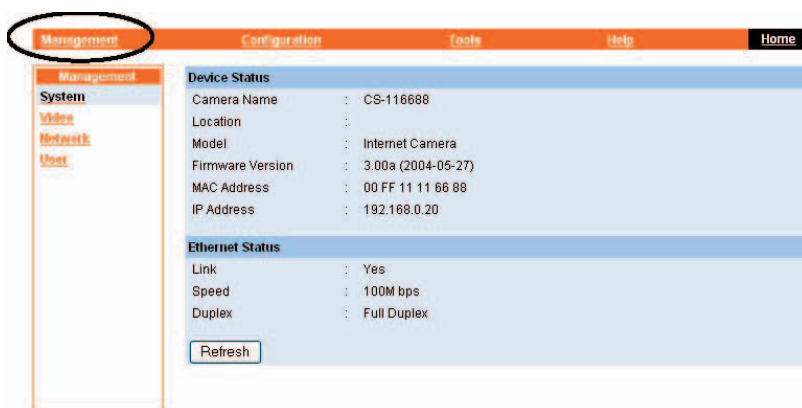 Management Configuration Tools Help Home
Management
System
Video
Network
User
Device Status
Camera Name : CS-116688
Location :
Model : Internet Camera
Firmware Version : 3.00a (2004-05-27)
MAC Address : 00 FF 11 11 66 88
IP Address : 192.168.0.20
Ethernet Status
Link : Yes
Speed : 100M bps
Duplex : Full Duplex
Refresh